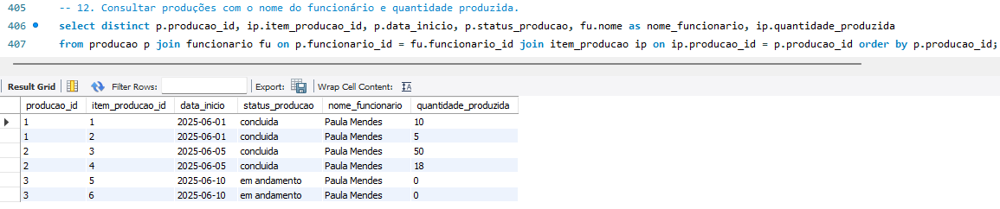 405 -- 12. Consultar produções com o nome do funcionário e quantidade produzida.
406 select distinct p.producao_id, ip.item_producao_id, p.data_inicio, p.status_producao, fu.nome as nome_funcionario, ip.quantidade_produzida
407 from producao p join funcionario fu on p.funcionario_id = fu.funcionario_id join item_producao ip on ip.producao_id = p.producao_id order by p.producao_id;
Result Grid Filter Rows: Export: Wrap Cell Content:
producao_id item_producao_id data_inicio status_producao nome_funcionario quantidade_produzida
1 1 2025-06-01 concluida Paula Mendes 10
1 2 2025-06-01 concluida Paula Mendes 5
2 3 2025-06-05 concluida Paula Mendes 50
2 4 2025-06-05 concluida Paula Mendes 18
3 5 2025-06-10 em andamento Paula Mendes 0
3 6 2025-06-10 em andamento Paula Mendes 0